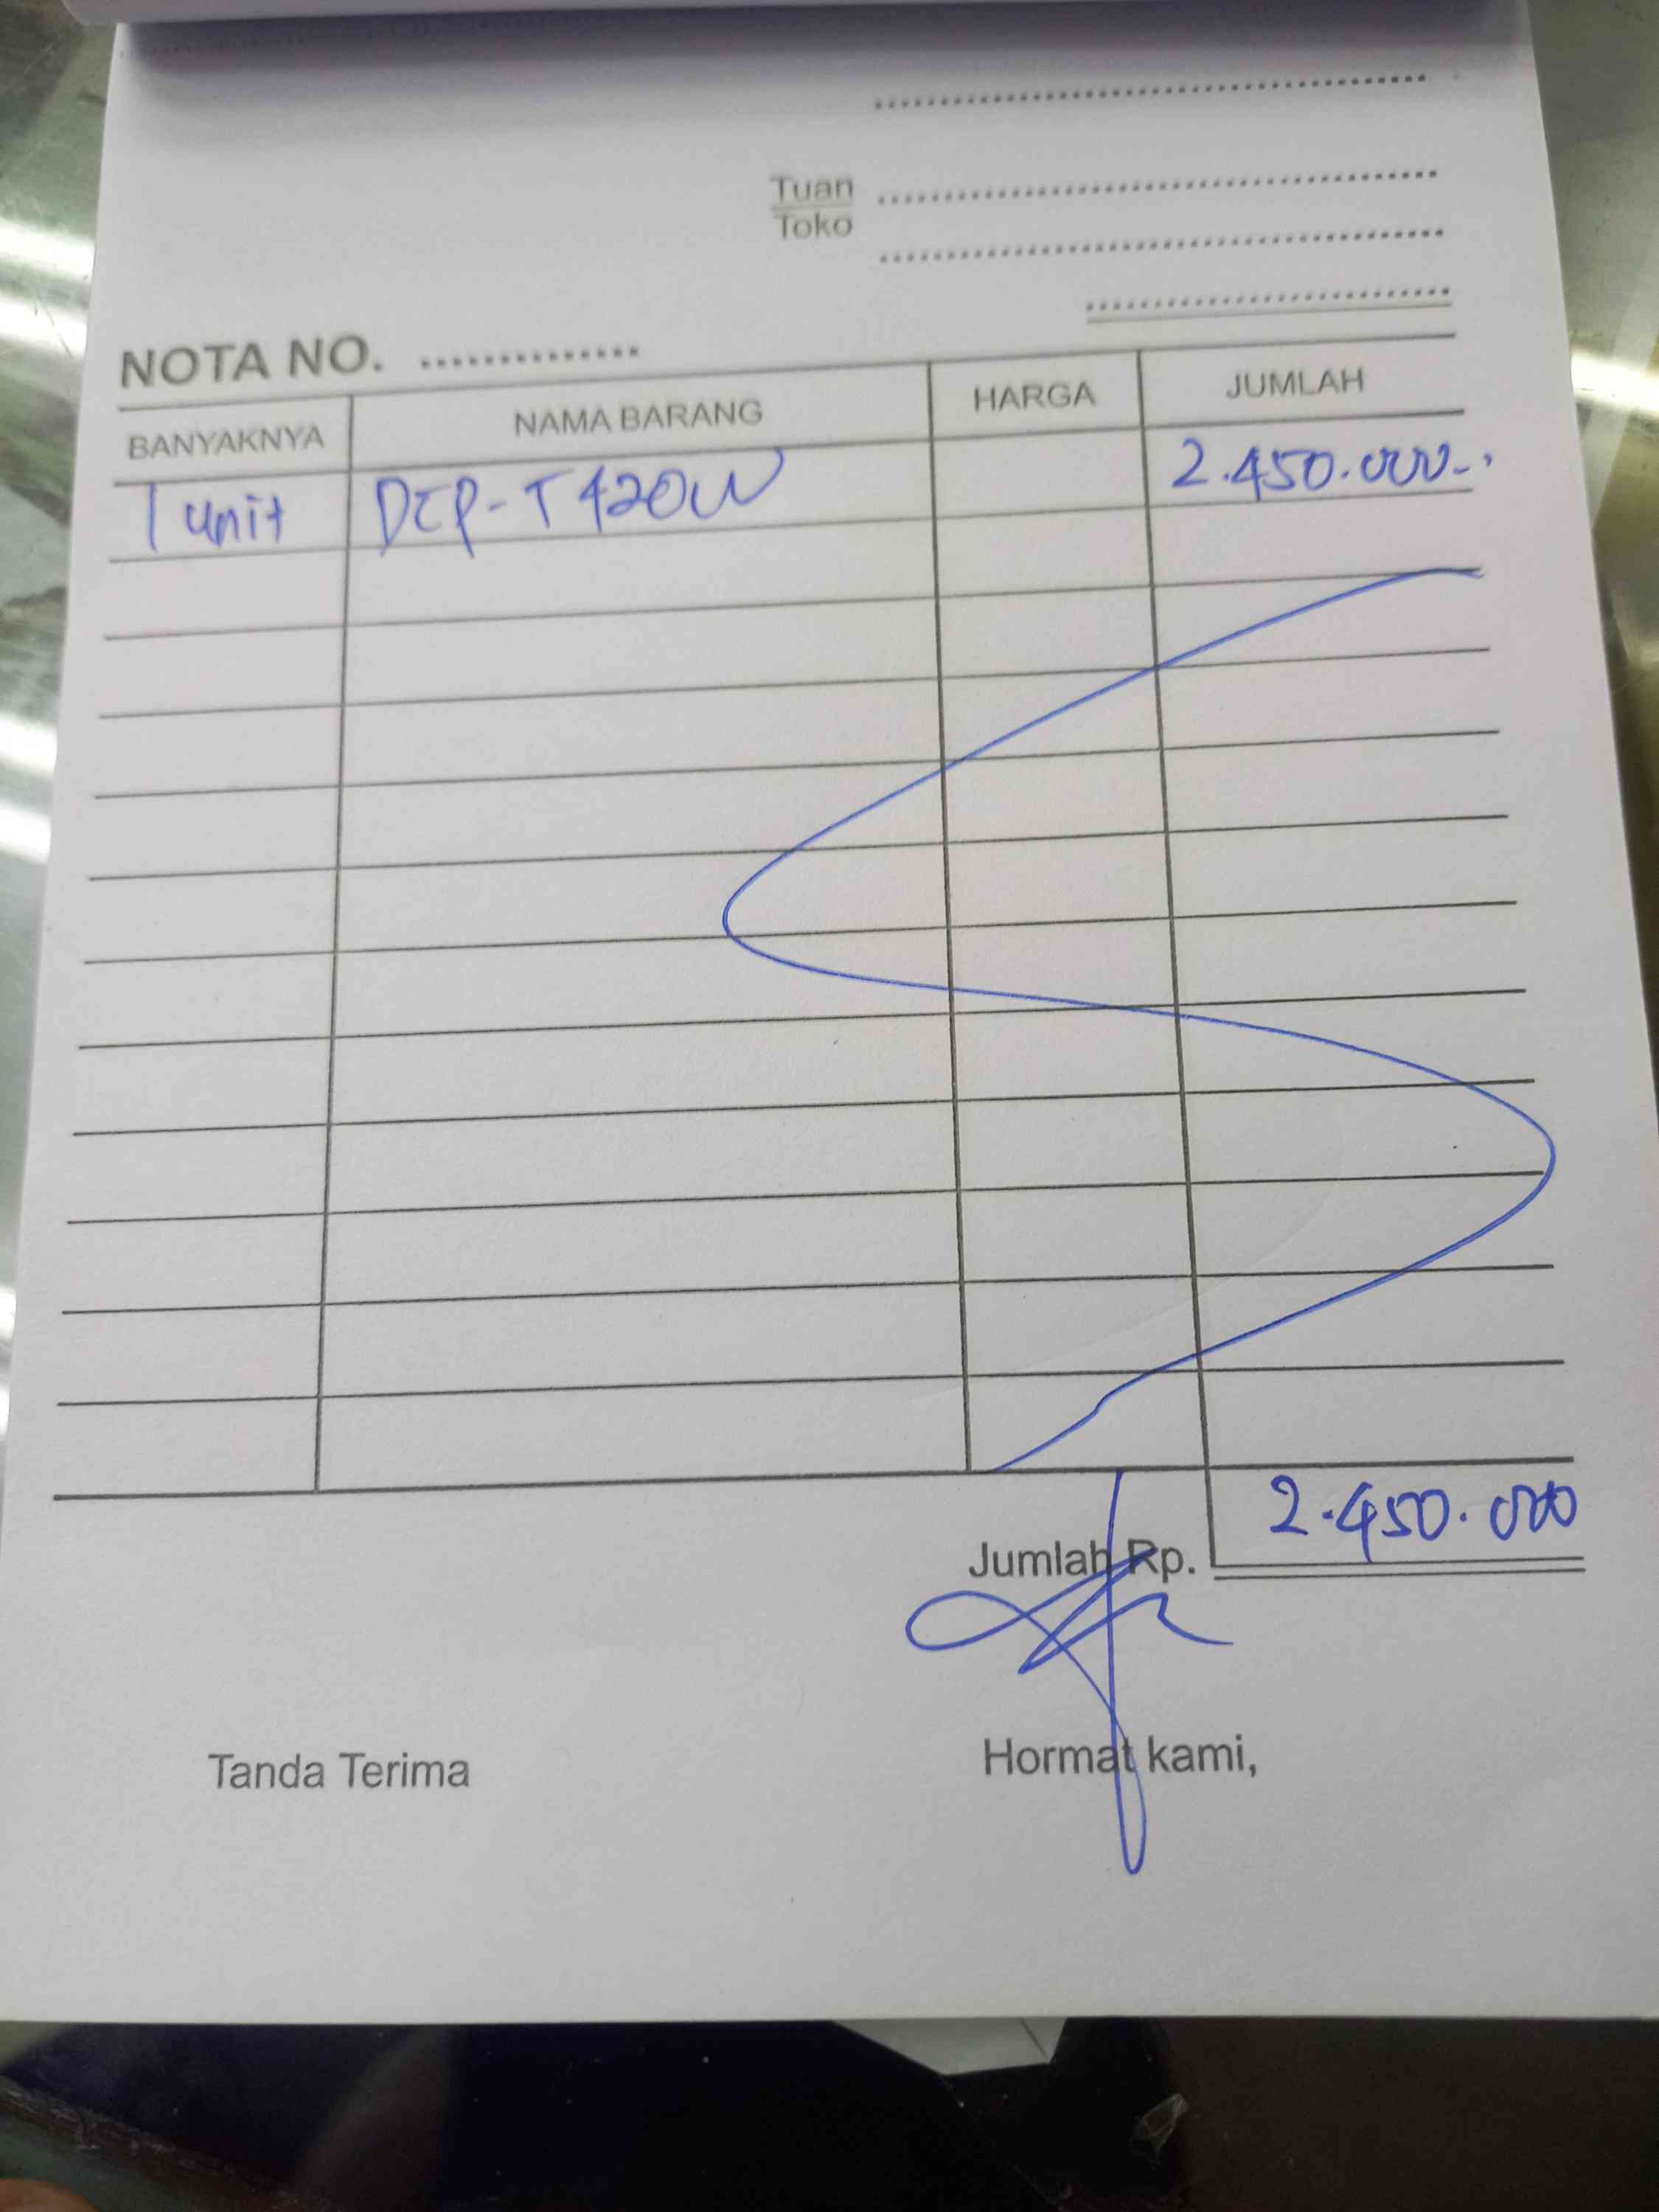 Tuan
Toko
NOTA NO. ..............
BANYAKNYA NAMA BARANG HARGA JUMLAH
1 unit DCP-T420W 2.450.000-.
Jumlah Rp. 2.450.000
Tanda Terima Hormat kami,